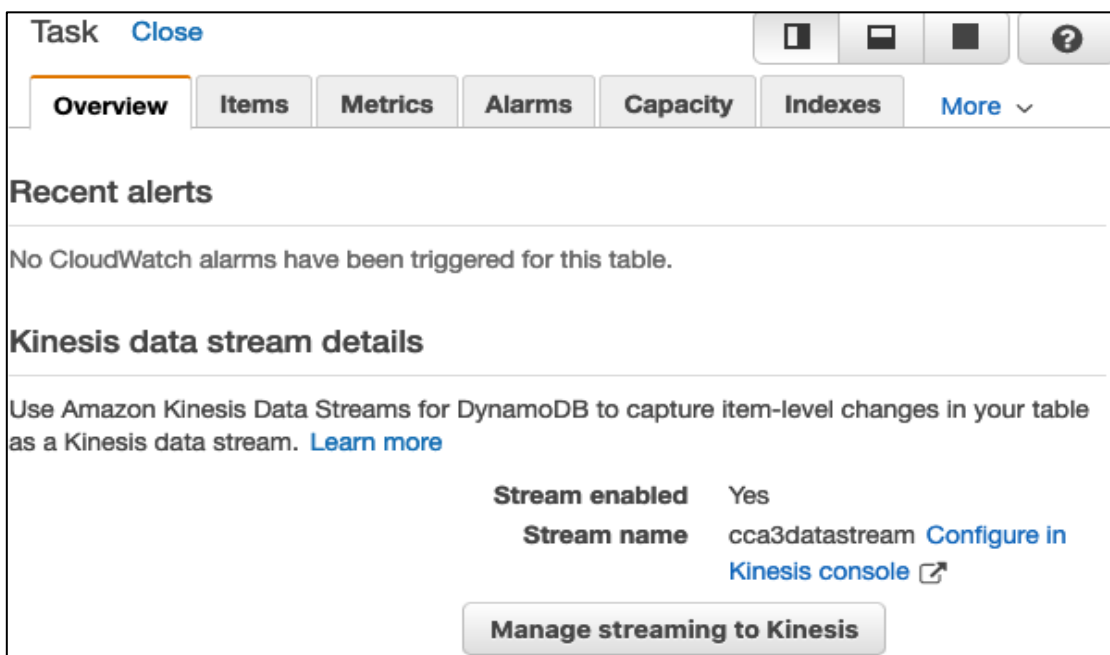 Task Close
Overview Items Metrics Alarms Capacity Indexes More
Recent alerts
No CloudWatch alarms have been triggered for this table.
Kinesis data stream details
Use Amazon Kinesis Data Streams for DynamoDB to capture item-level changes in your table
as a Kinesis data stream. Learn more
Stream enabled Yes
Stream name cca3datastream Configure in
Kinesis console
Manage streaming to Kinesis